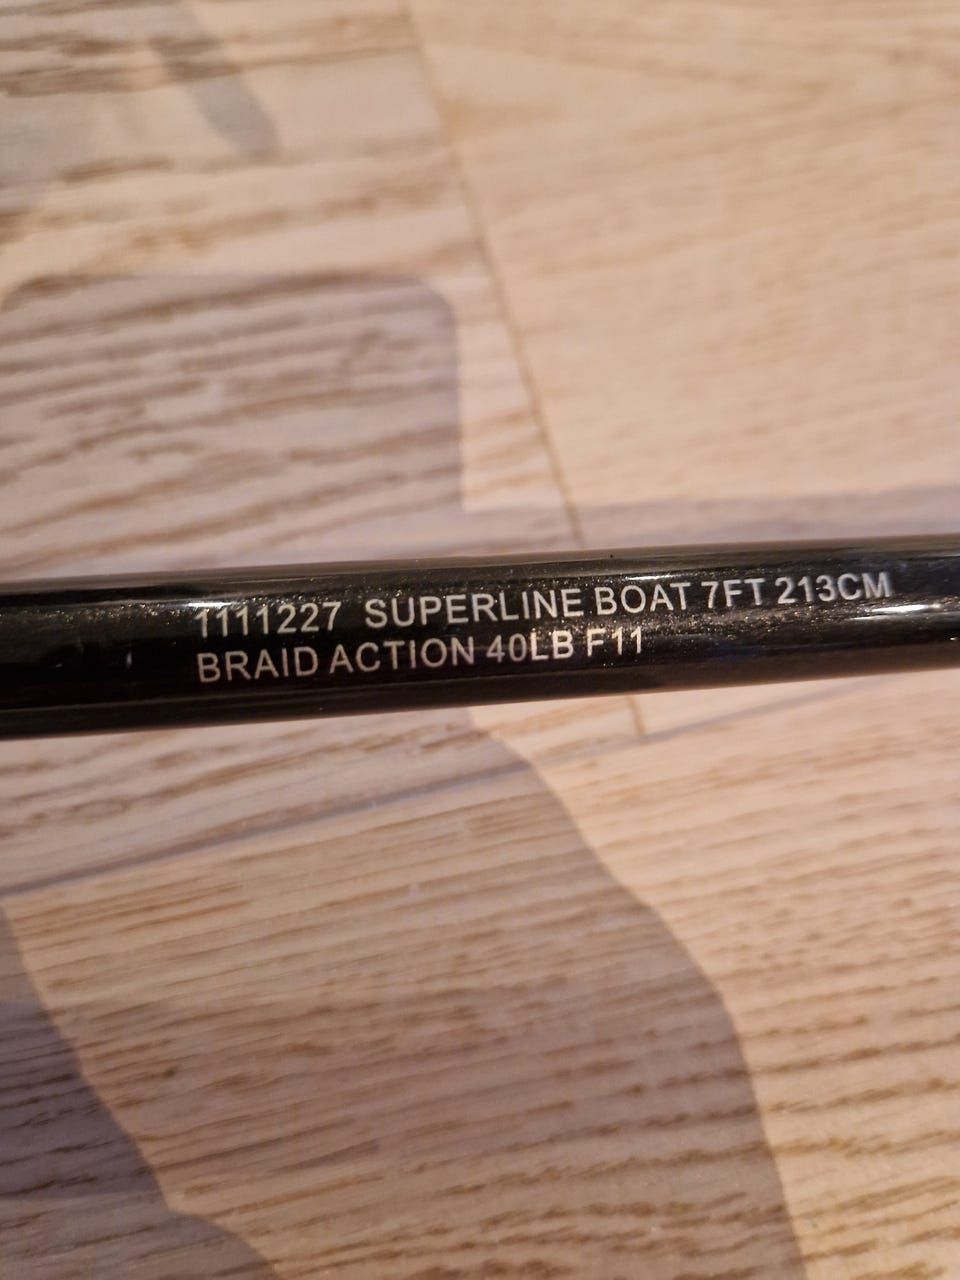 1111227 SUPERLINE BOAT 7FT 213CM
BRAID ACTION 40LB F11